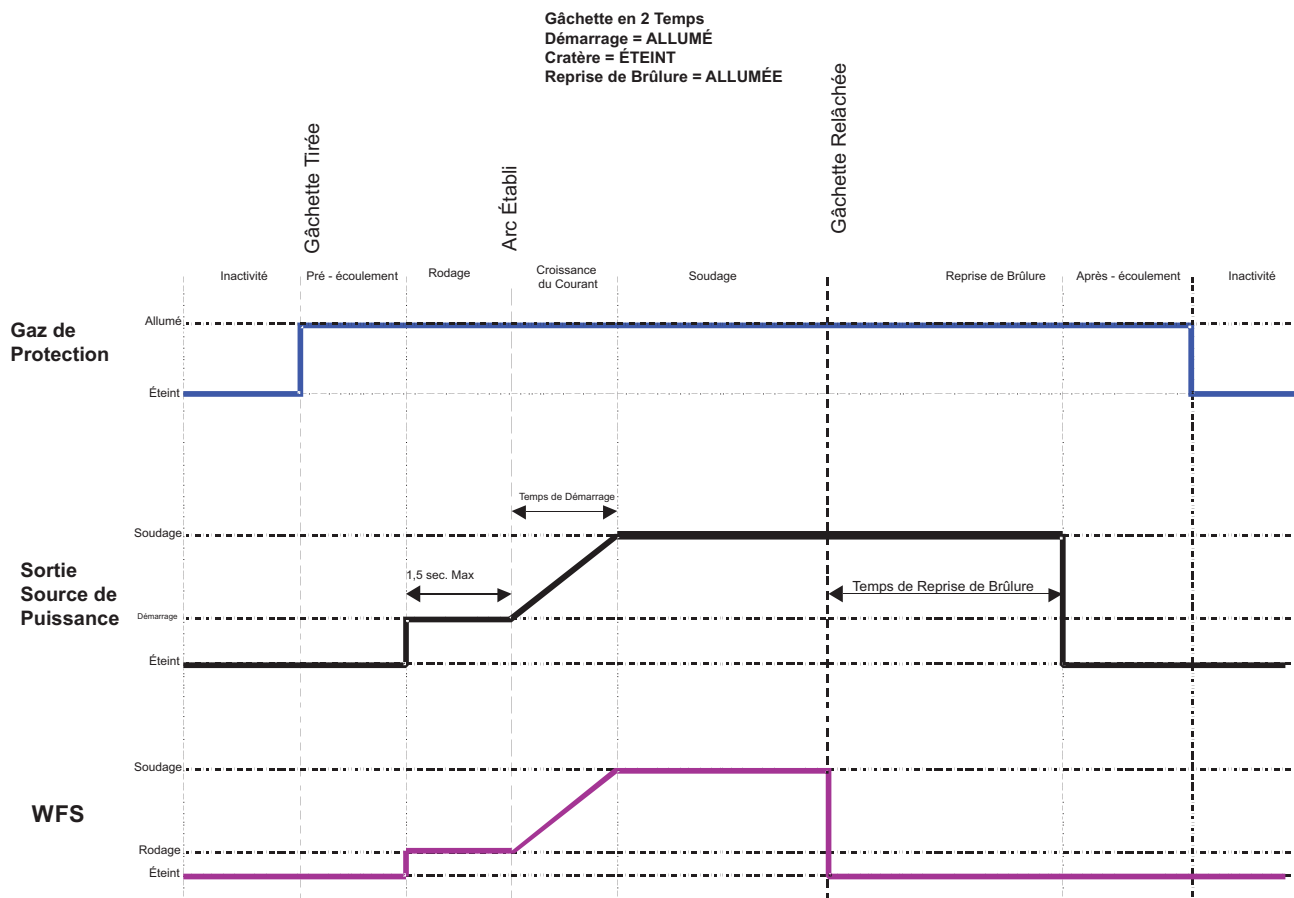 Gâchette en 2 Temps
Démarrage = ALLUMÉ
Cratère = ÉTEINT
Reprise de Brûlure = ALLUMÉE
Gâchette Tirée
Arc Établi
Gâchette Relâchée
Inactivité
Pré - écoulement
Rodage
Croissance
du Courant
Soudage
Reprise de Brûlure
Après - écoulement
Inactivité
Gaz de
Protection
Allumé
Éteint
Temps de Démarrage
Soudage
1,5 sec. Max
Temps de Reprise de Brûlure
Sortie
Source de
Puissance
Démarrage
Éteint
Soudage
WFS
Rodage
Éteint